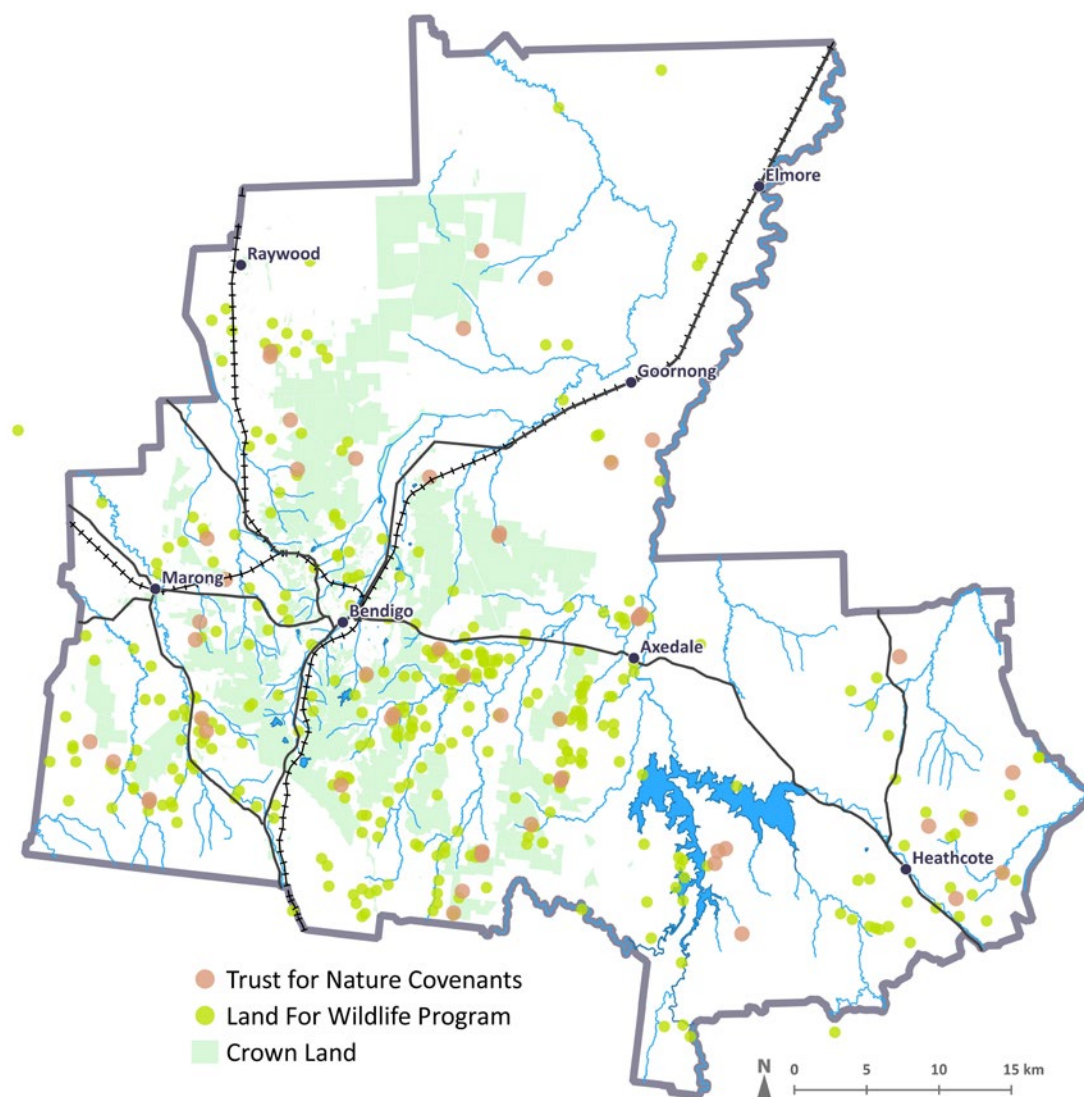 Elmore
Raywood
Goornong
Marong
Bendigo
Axedale
Heathcote
Trust for Nature Covenants
Land For Wildlife Program
Crown Land
N
0 5 10 15 km